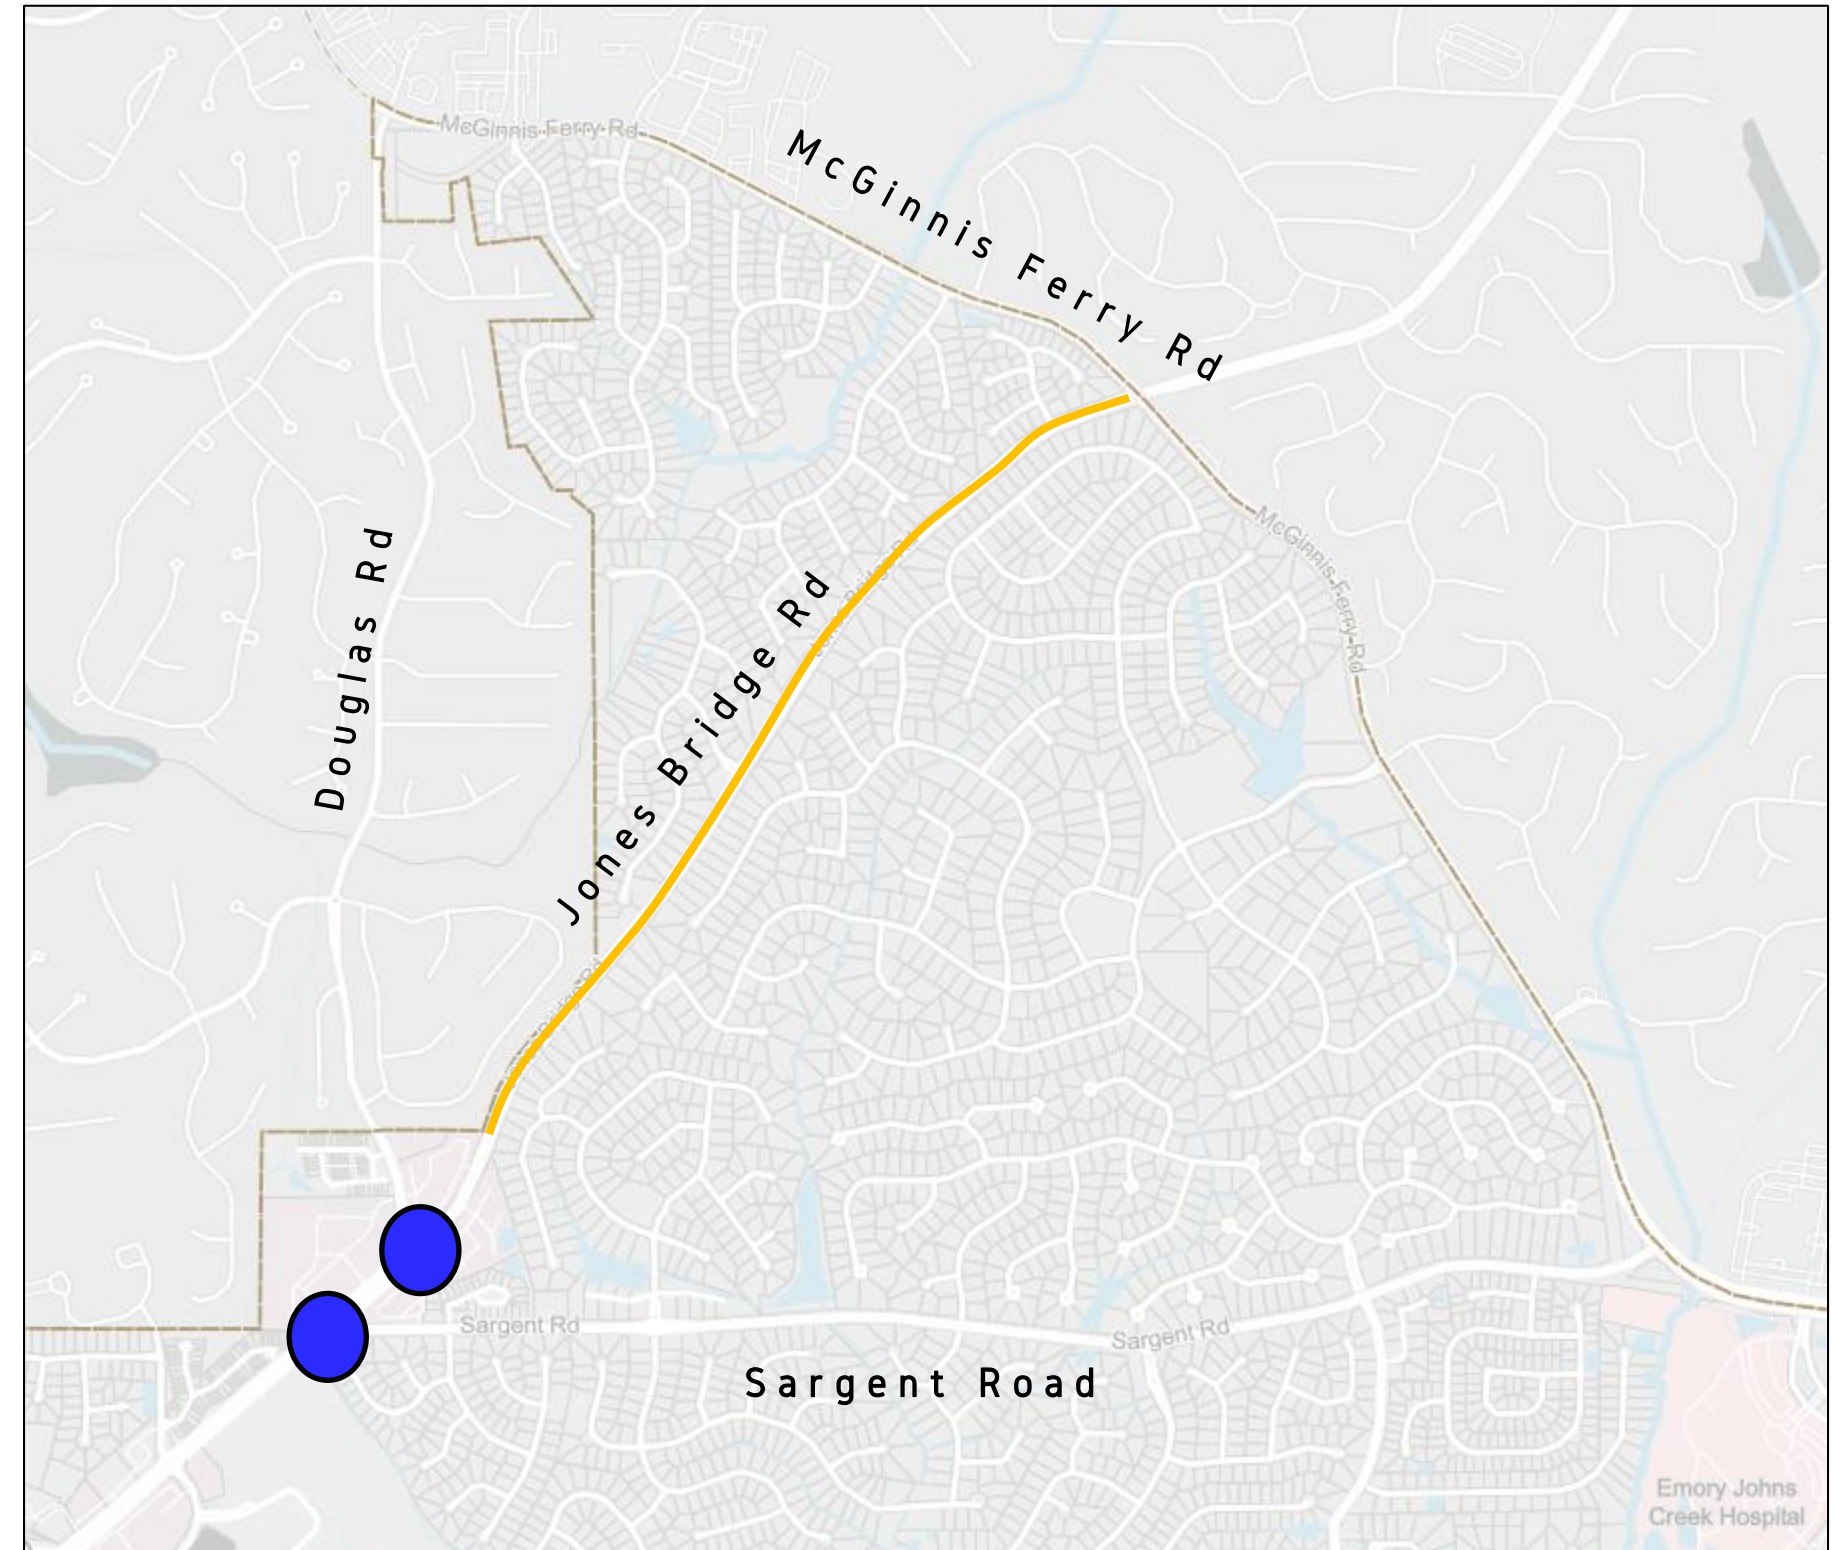 McGinnis Ferry Rd
McGinnis Ferry Rd
McGinnis Ferry Rd
Douglas Rd
Jones Bridge Rd
Sargent Rd
Sargent Rd
Sargent Road
Emory Johns
Creek Hospital